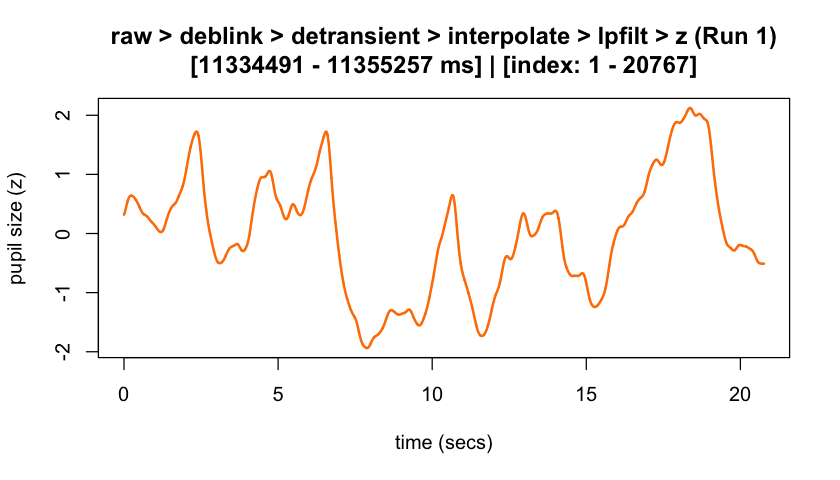 raw > deblink > detransient > interpolate > lpfilt > z (Run 1)
[11334491 - 11355257 ms] | [index: 1 - 20767]
pupil size (z)
2
1
0
-1
-2
0 5 10 15 20
time (secs)